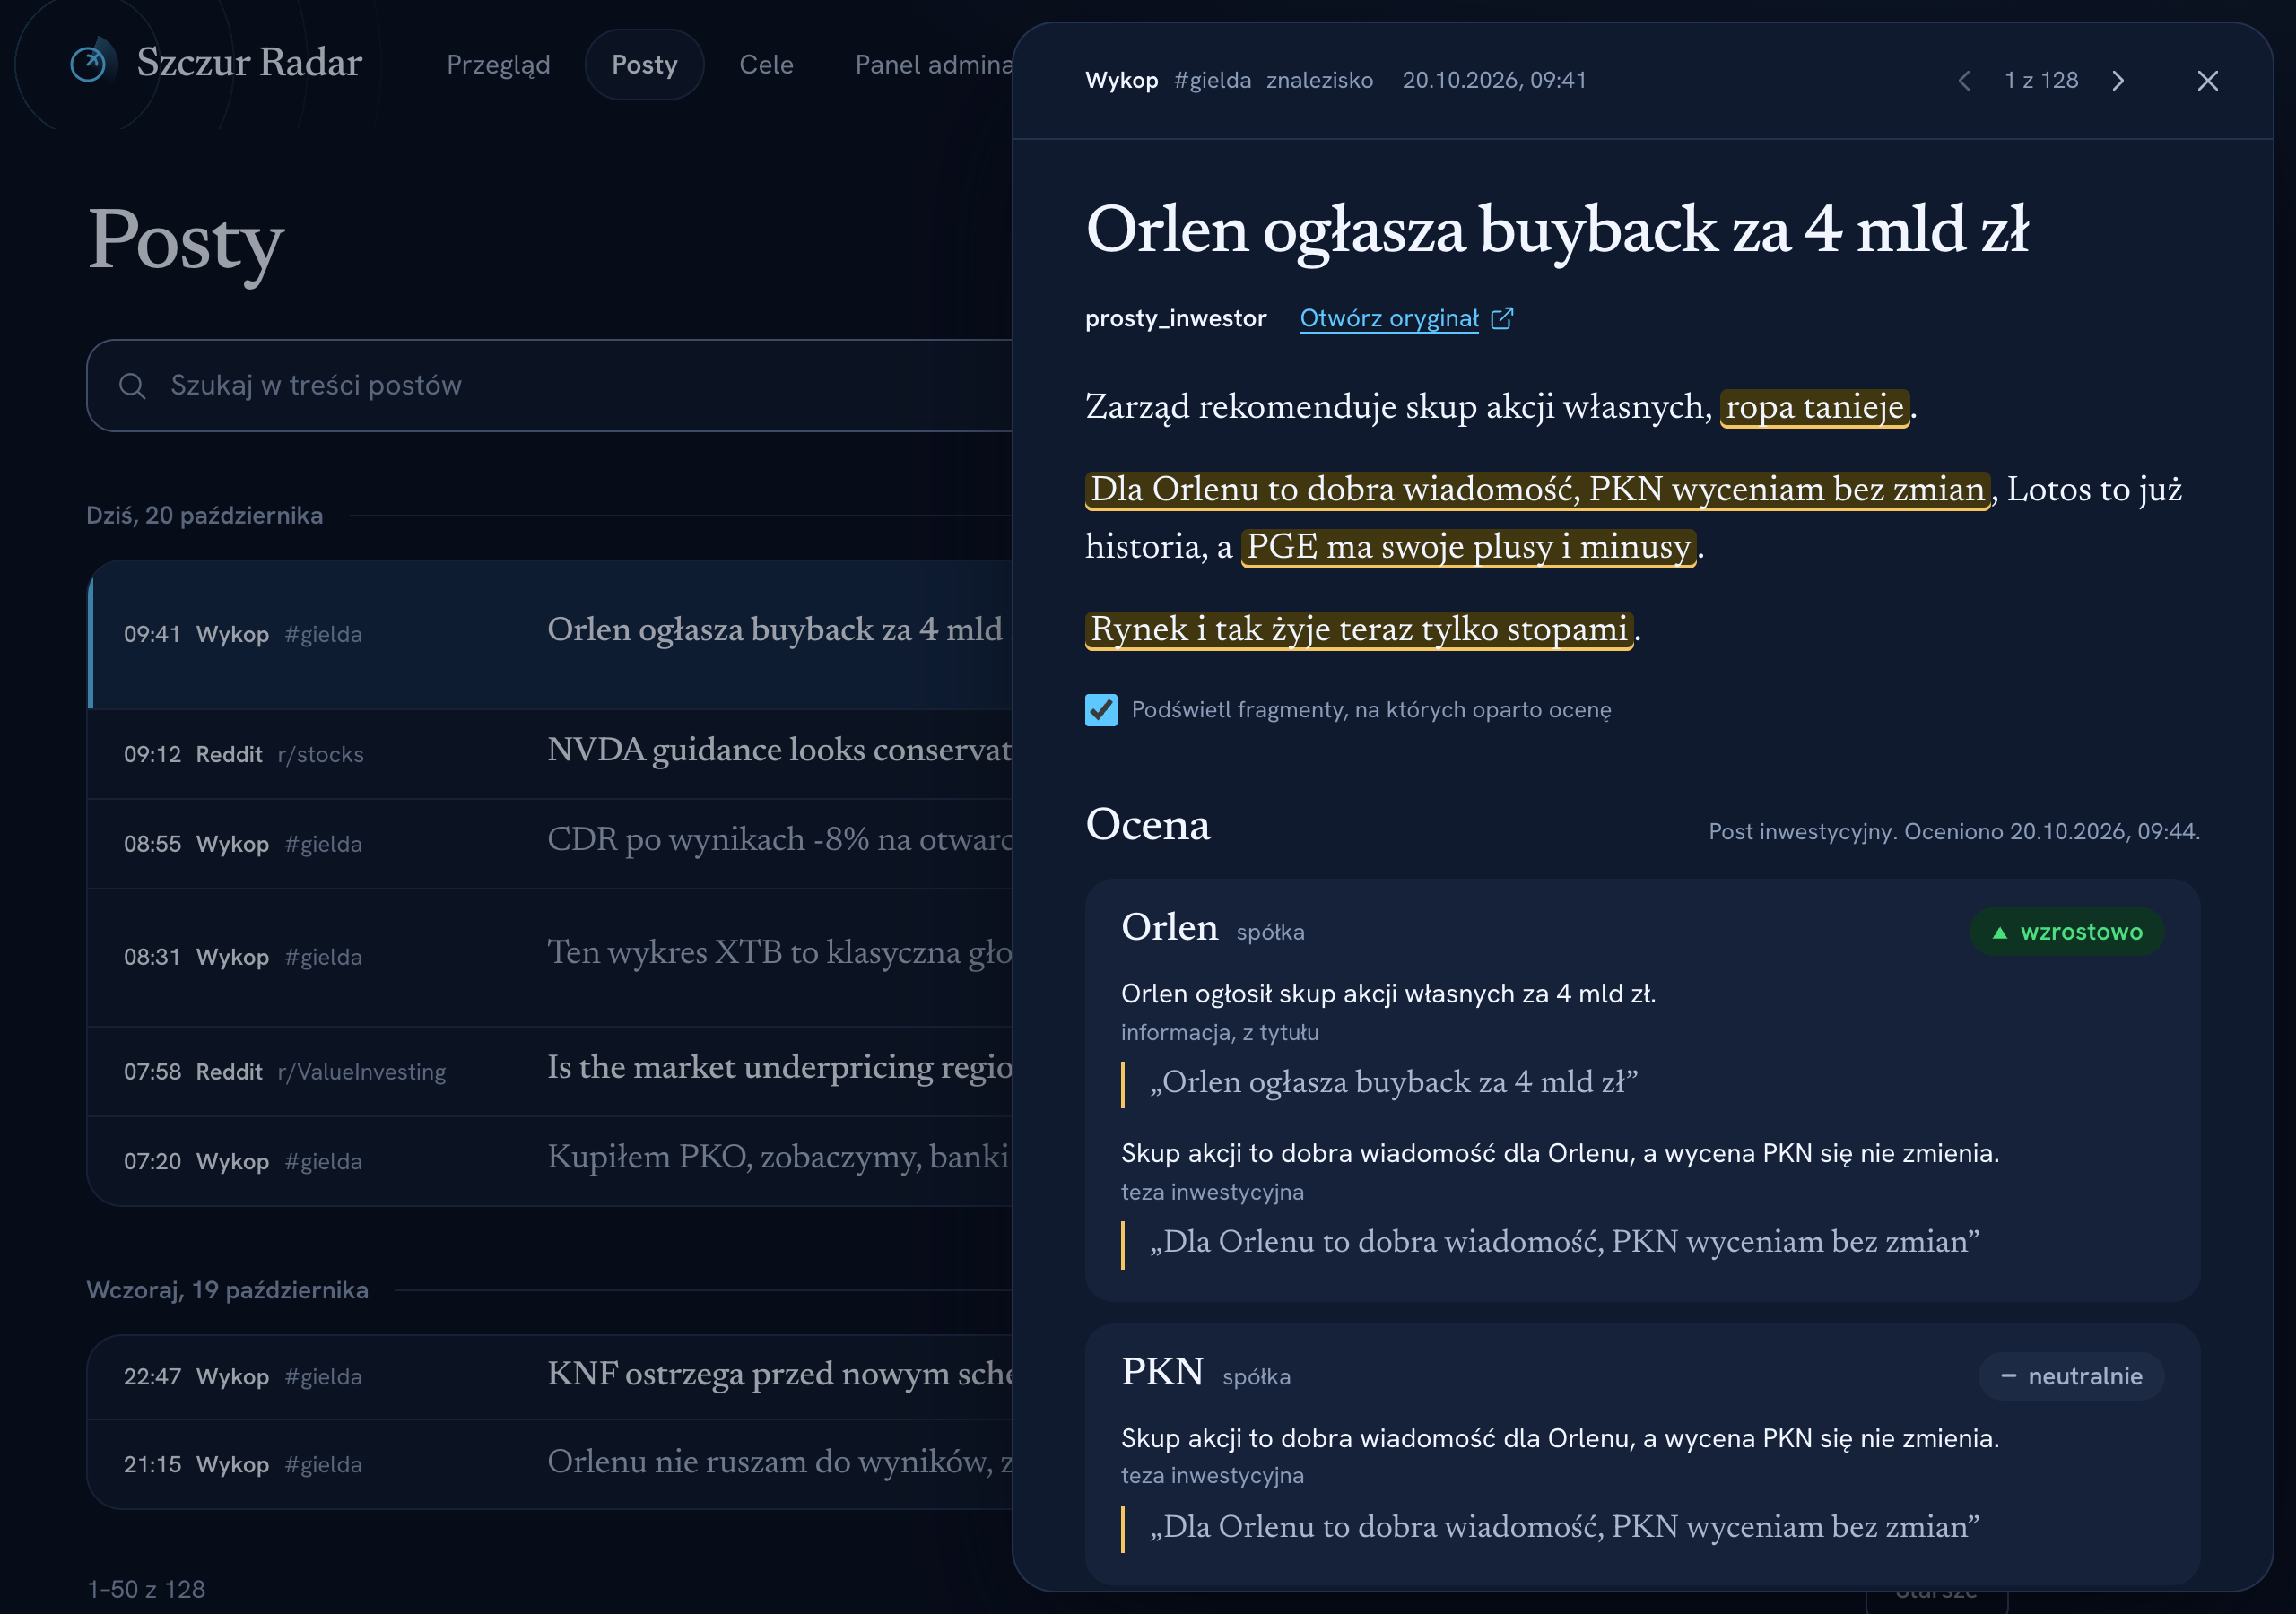 Szczur Radar
Przegląd
Posty
Cele
Panel admina
Posty
Szukaj w treści postów
Dziś, 20 października
09:41 Wykop #gielda Orlen ogłasza buyback za 4 mld
09:12 Reddit r/stocks NVDA guidance looks
08:55 Wykop #gielda CDR po wynikach -8% na
08:31 Wykop #gielda Ten wykres XTB to klasyczna
07:58 Reddit r/ValueInvesting Is the market underpricing
07:20 Wykop #gielda Kupiłem PKO, zobaczymy, banki
Wczoraj, 19 października
22:47 Wykop #gielda KNF ostrzega przed nowym
21:15 Wykop #gielda Orlenu nie ruszam do wyników,
1-50 z 128
Wykop #gielda znalezisko 20.10.2026, 09:41
1 z 128
Orlen ogłasza buyback za 4 mld zł
prosty_inwestor Otwórz oryginał
Zarząd rekomenduje skup akcji własnych, ropa tanieje.
Dla Orlenu to dobra wiadomość, PKN wyceniam bez zmian, Lotos to już
historia, a PGE ma swoje plusy i minusy.
Rynek i tak żyje teraz tylko stopami.
Podświetl fragmenty, na których oparto ocenę
Ocena
Post inwestycyjny. Oceniono 20.10.2026, 09:44.
Orlen spółka
▲ wzrostowo
Orlen ogłosił skup akcji własnych za 4 mld zł.
informacja, z tytułu
„Orlen ogłasza buyback za 4 mld zł”
Skup akcji to dobra wiadomość dla Orlenu, a wycena PKN się nie zmienia.
teza inwestycyjna
„Dla Orlenu to dobra wiadomość, PKN wyceniam bez zmian”
PKN spółka
– neutralnie
Skup akcji to dobra wiadomość dla Orlenu, a wycena PKN się nie zmienia.
teza inwestycyjna
„Dla Orlenu to dobra wiadomość, PKN wyceniam bez zmian”